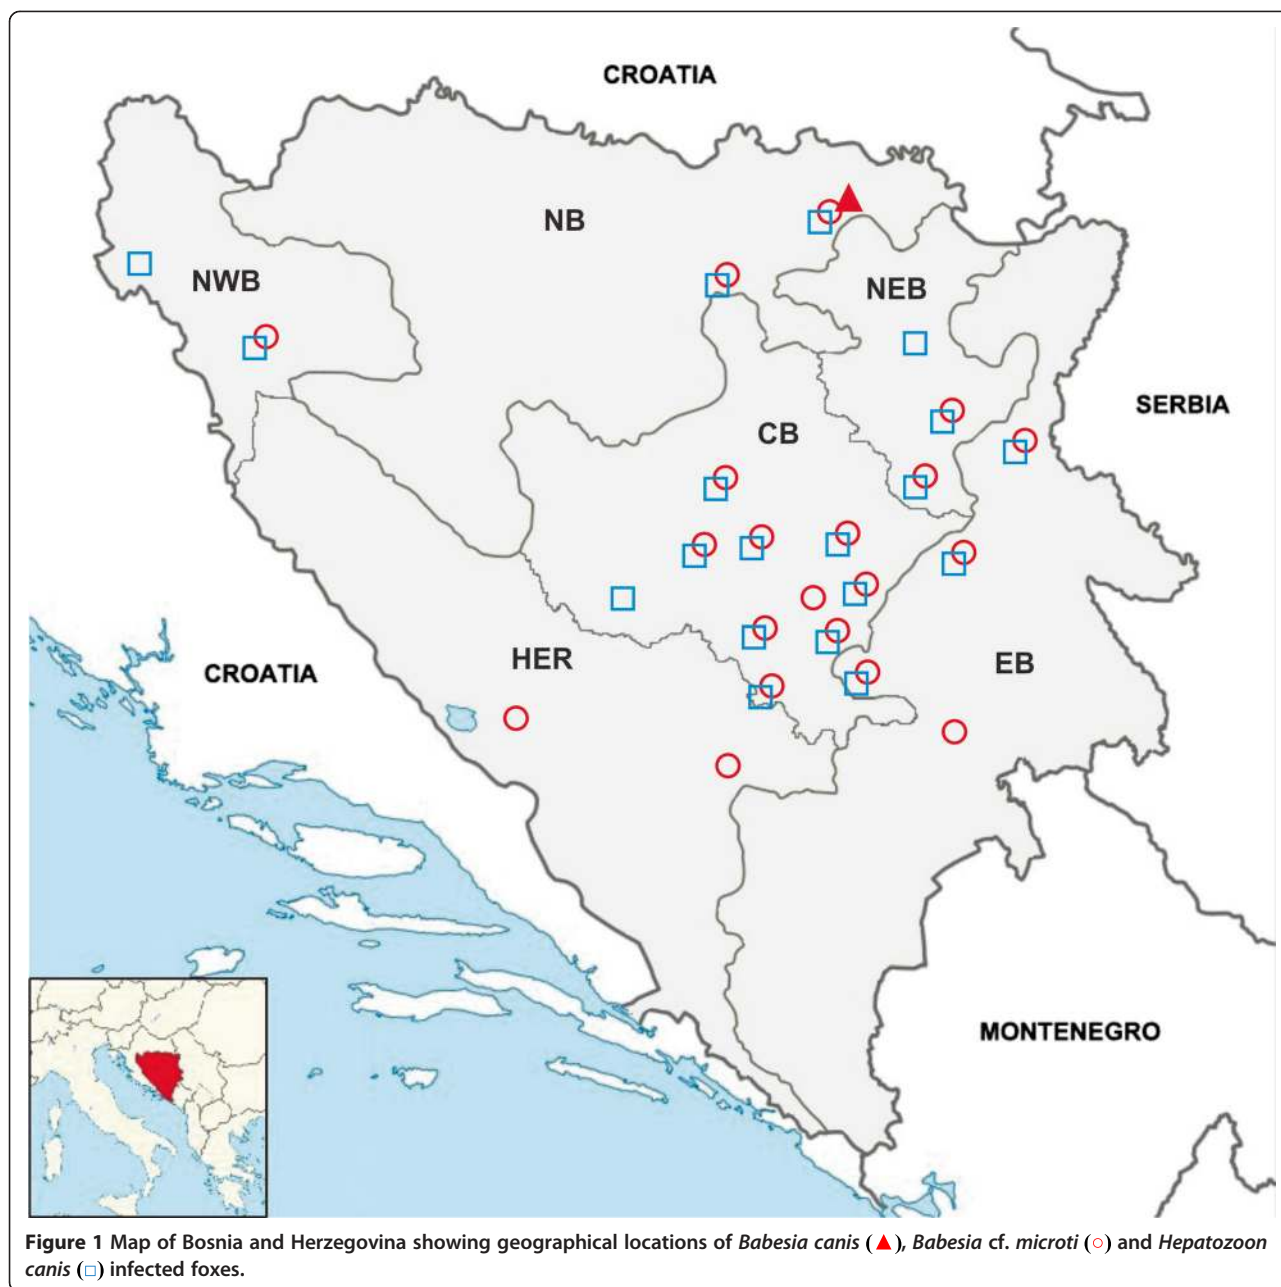 CROATIA
NB
NWB
NEB
SERBIA
CB
HER
EB
CROATIA
MONTENEGRO
Figure 1 Map of Bosnia and Herzegovina showing geographical locations of Babesia canis (▲), Babesia cf. microti (○) and Hepatozoon
canis (□) infected foxes.